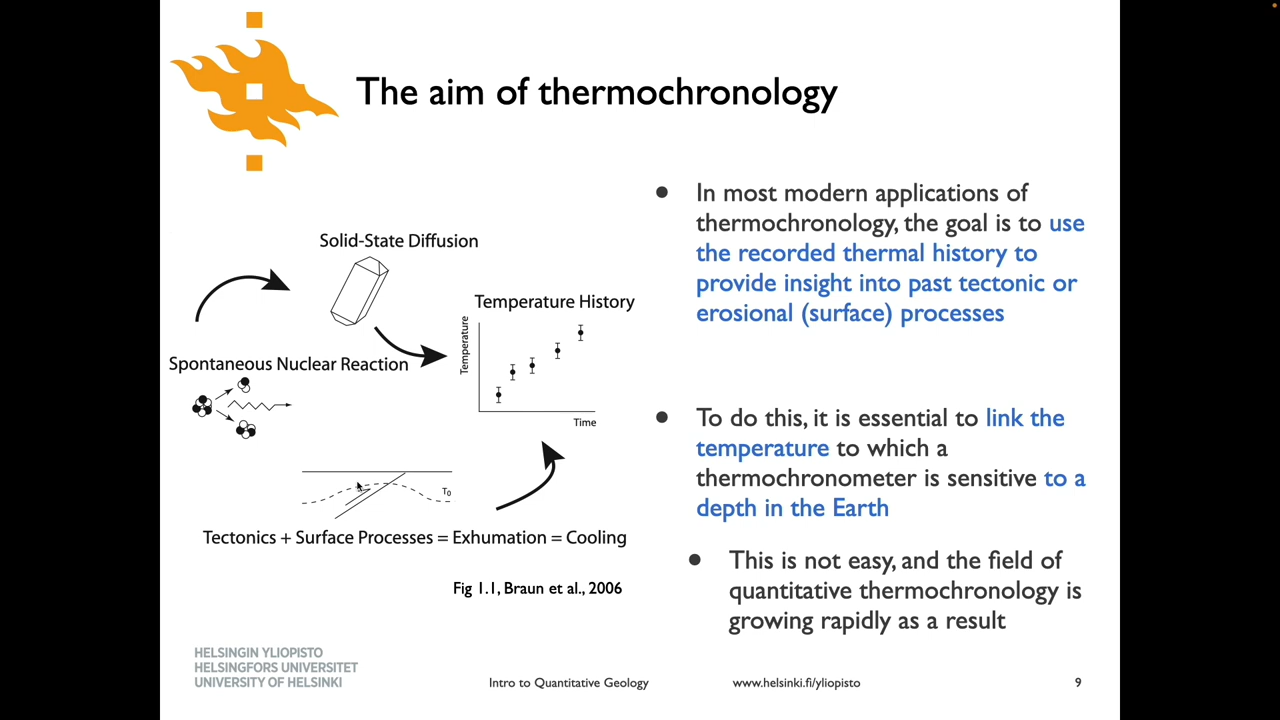 The aim of thermochronology
Solid-State Diffusion
Temperature History
Temperature
Time
Spontaneous Nuclear Reaction
T0
Tectonics + Surface Processes = Exhumation = Cooling
Fig 1.1, Braun et al., 2006
• In most modern applications of
thermochronology, the goal is to use
the recorded thermal history to
provide insight into past tectonic or
erosional (surface) processes
• To do this, it is essential to link the
temperature to which a
thermochronometer is sensitive to a
depth in the Earth
• This is not easy, and the field of
quantitative thermochronology is
growing rapidly as a result
HELSINGIN YLIOPISTO
HELSINGFORS UNIVERSITET
UNIVERSITY OF HELSINKI
Intro to Quantitative Geology
www.helsinki.fi/yliopisto
9